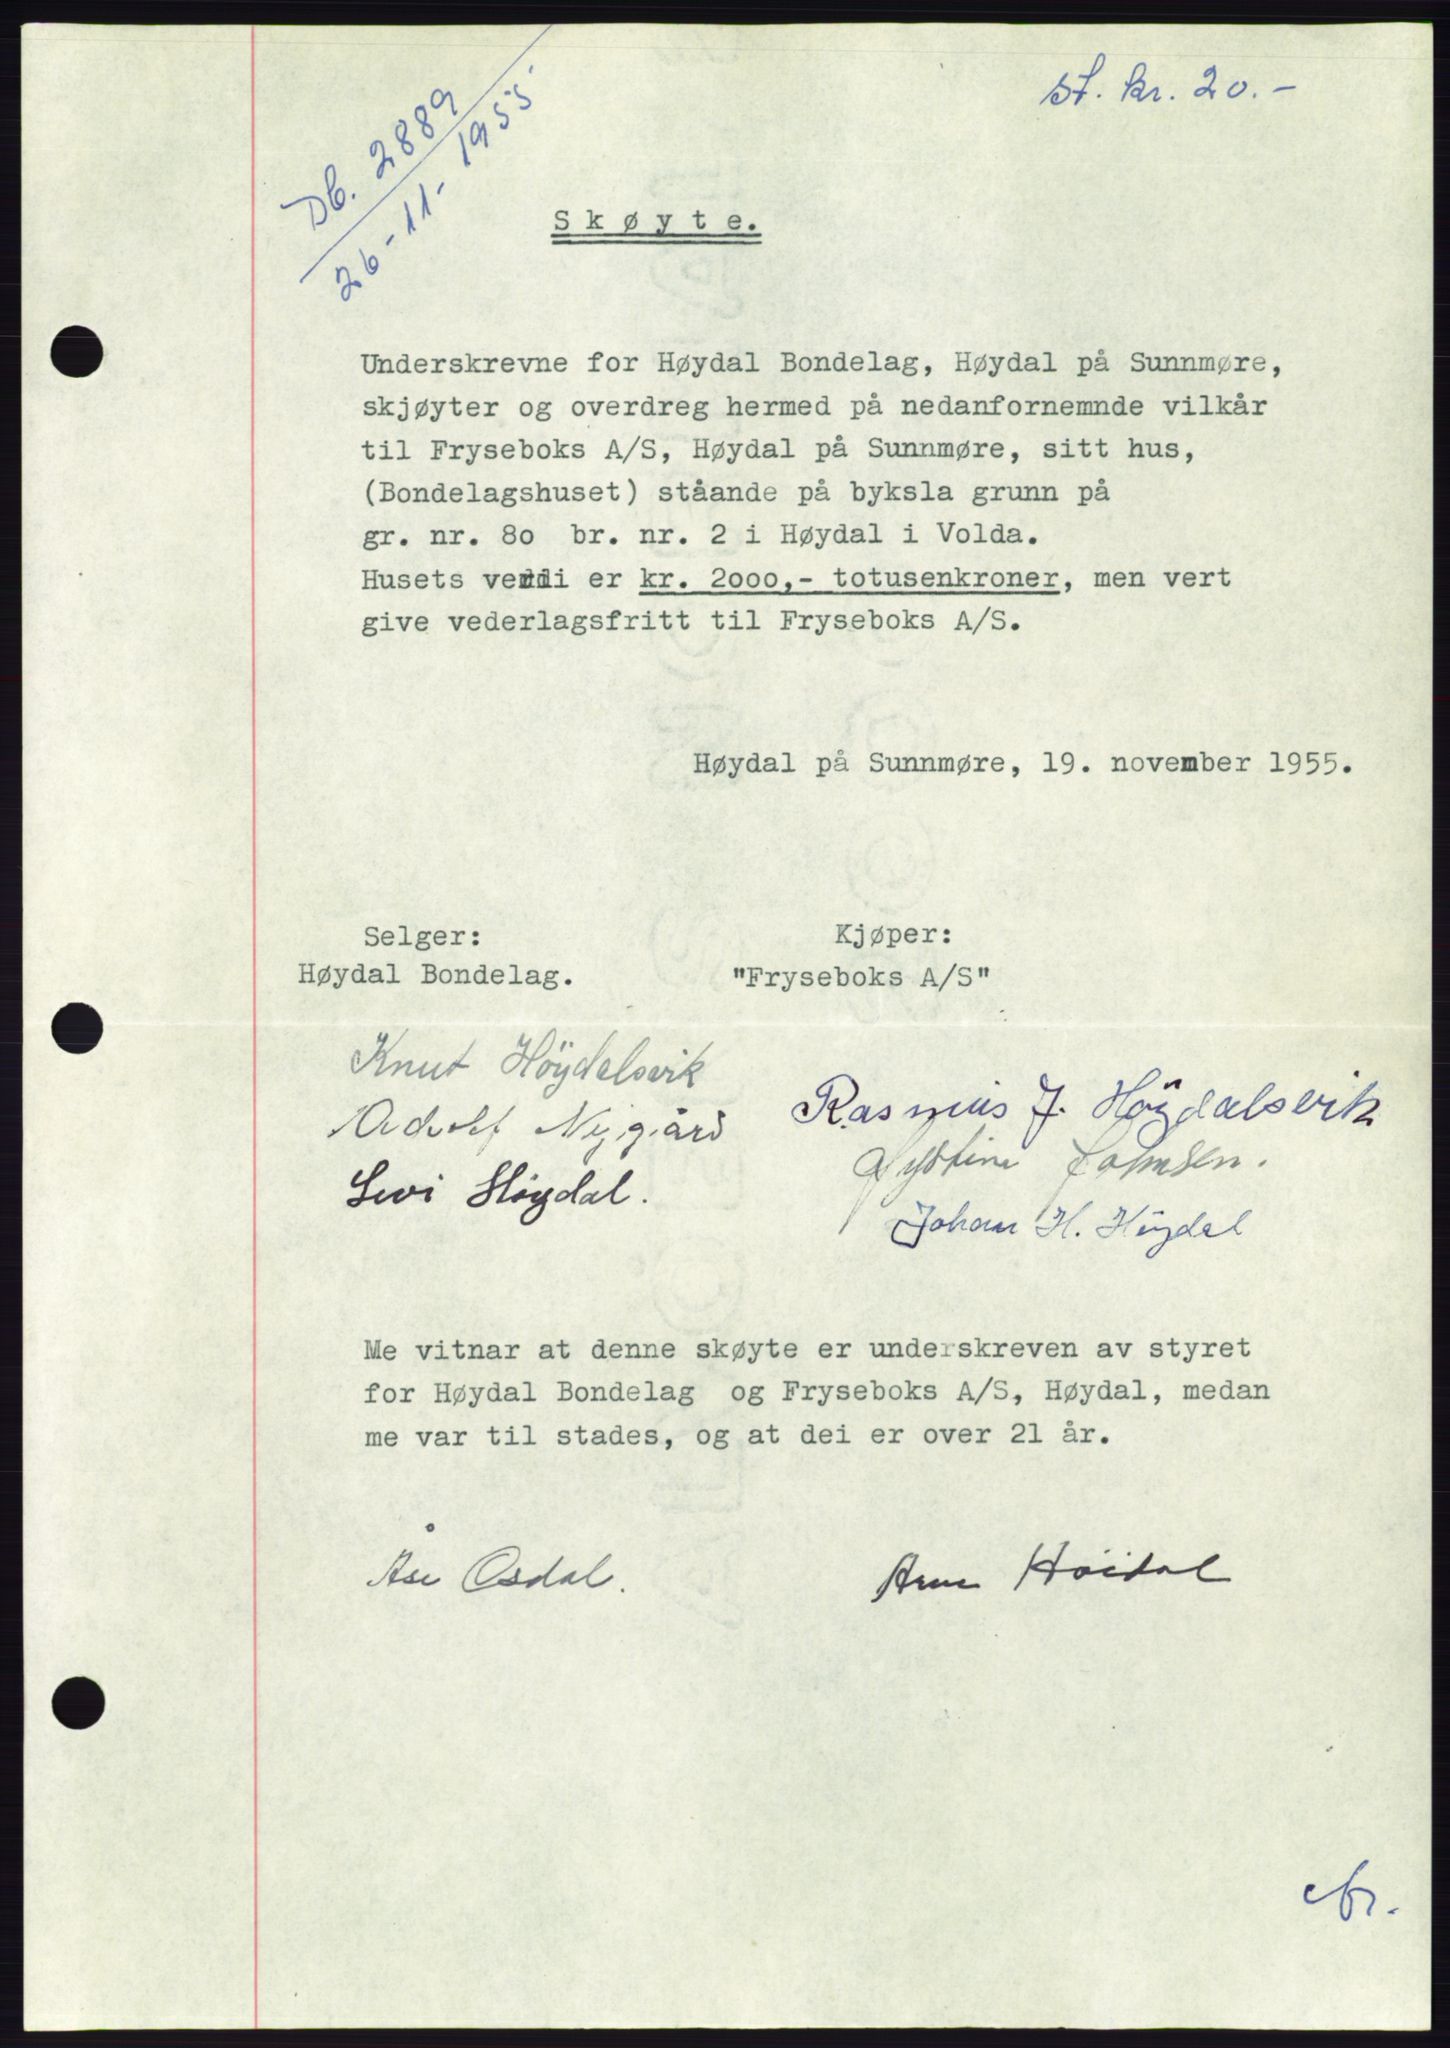 st. kr. 20.-
Db. 2889
26-11-1955
Skøyte.
Underskrevne for Høydal Bondelag, Høydal på Sunnmøre,
skjøyter og overdreg hermed på nedanfornemnde vilkår
til Fryseboks A/S, Høydal på Sunnmøre, sitt hus,
(Bondelagshuset) ståande på byksla grunn på
gr. nr. 80 br. nr. 2 i Høydal i Volda.
Husets verdi er kr. 2000,- totusenkroner, men vert
give vederlagsfritt til Fryseboks A/S.
Høydal på Sunnmøre, 19. november 1955.
Selger:
Høydal Bondelag.
Kjøper:
"Fryseboks A/S"
Knut Höydalsvik
Adolf Nygård
Levi Höydal.
Rasmus J. Höydalsvik
Johan H. Höydal
Me vitnar at denne skøyte er underskreven av styret
for Høydal Bondelag og Fryseboks A/S, Høydal, medan
me var til stades, og at dei er over 21 år.
Åse Osdal.
Arne Höidal